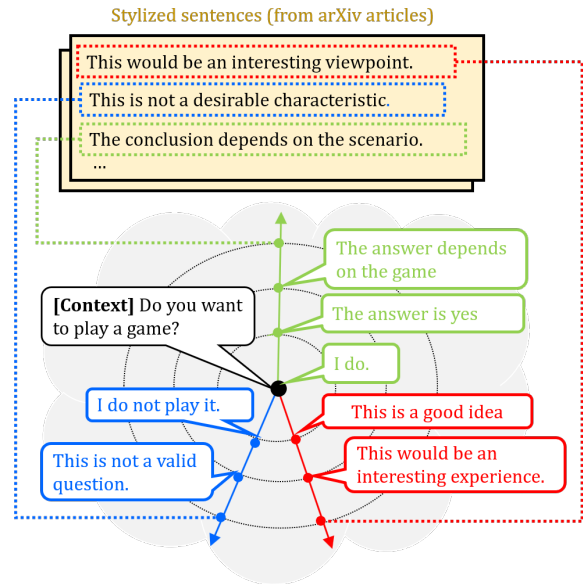 Stylized sentences (from arXiv articles)
This would be an interesting viewpoint.
This is not a desirable characteristic.
The conclusion depends on the scenario.
...
The answer depends
on the game
[Context] Do you want
to play a game?
The answer is yes
I do.
I do not play it.
This is a good idea
This is not a valid
question.
This would be an
interesting experience.